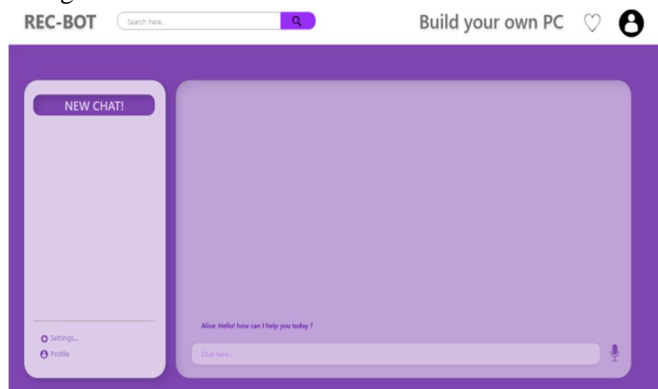 REC-BOT
Search here..
Build your own PC
NEW CHAT!
Alice: Hello! how can I help you today ?
Chat here...
Settings..
Profile